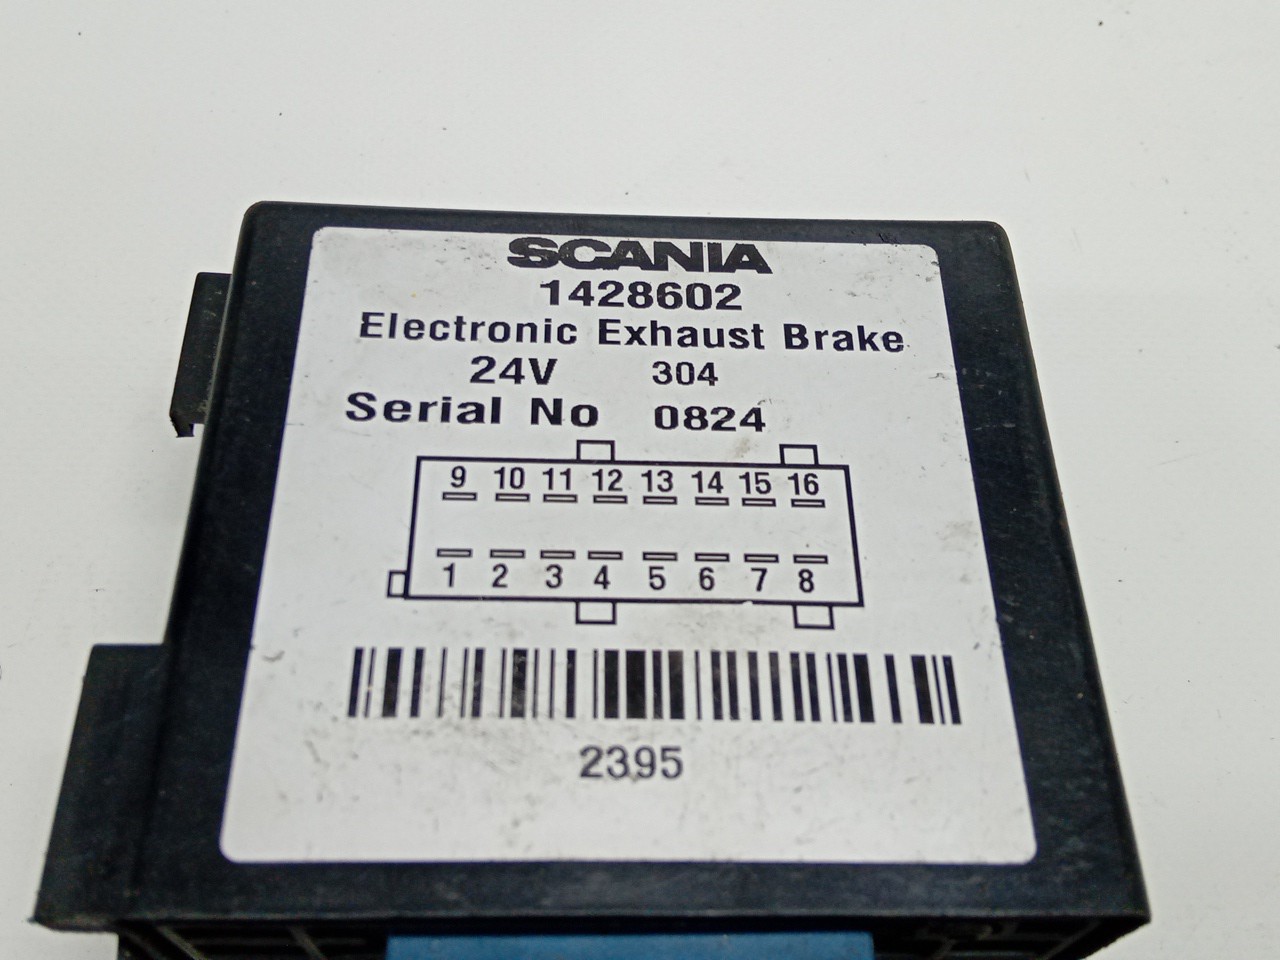 SCANIA
1428602
Electronic Exhaust Brake
24V 304
Serial No 0824
9 10 11 12 13 14 15 16
1 2 3 4 5 6 7 8
2395